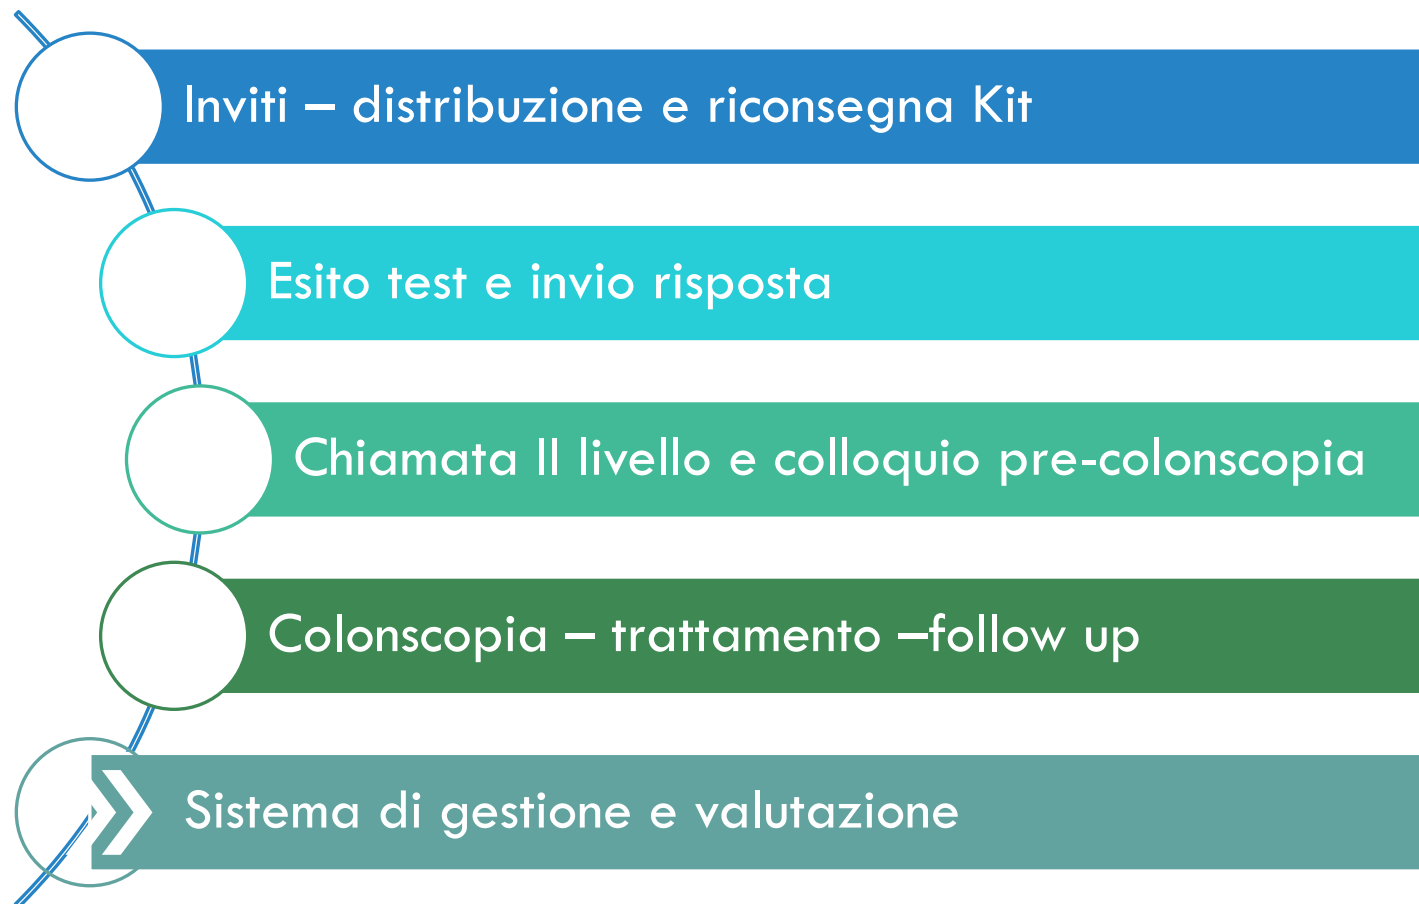 Inviti – distribuzione e riconsegna Kit
Esito test e invio risposta
Chiamata II livello e colloquio pre-colonscopia
Colonscopia – trattamento –follow up
Sistema di gestione e valutazione